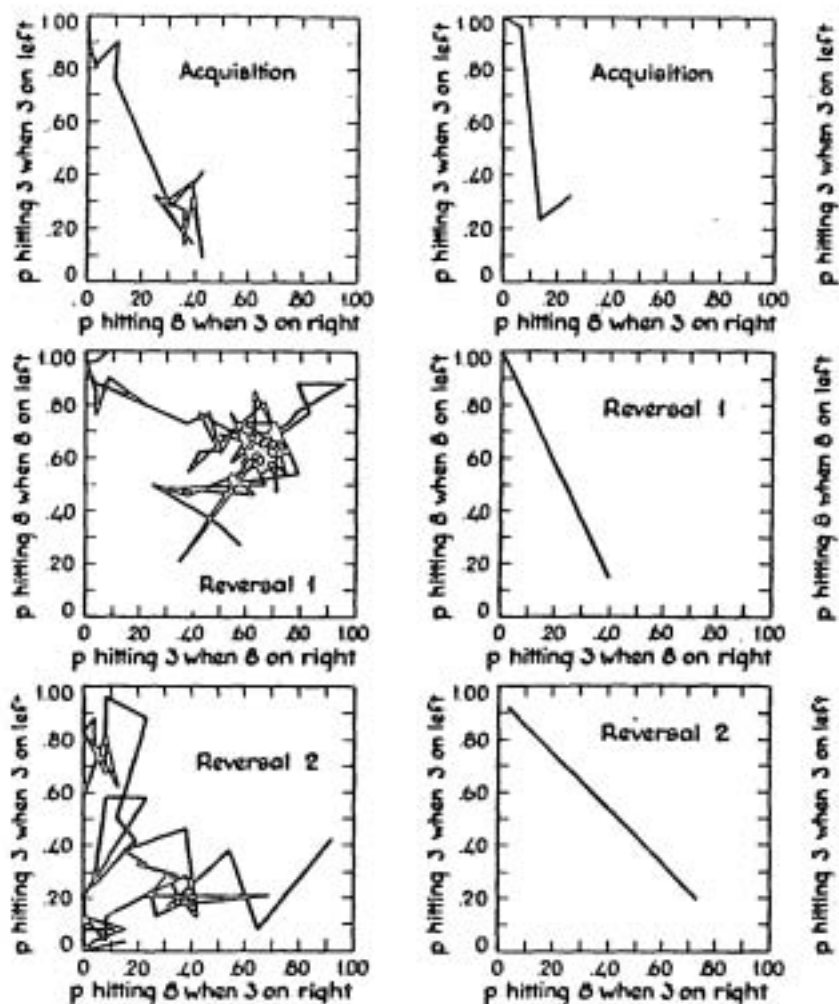 1.00
.80
.60
.40
.20
0
p hitting 3 when 3 on left
Acquisition
.0 .20 .40 .60 .80 1.00
p hitting 8 when 3 on right
1.00
.80
.60
.40
.20
0
p hitting 3 when 3 on left
Acquisition
.0 .20 .40 .60 .80 1.00
p hitting 8 when 3 on right
p hitting 3 when 3 on left
1.00
.80
.60
.40
.20
0
p hitting 8 when 8 on left
Reversal 1
0 .20 .40 .60 .80 1.00
p hitting 3 when 8 on right
1.00
.80
.60
.40
.20
0
p hitting 8 when 8 on left
Reversal 1
0 .20 .40 .60 .80 1.00
p hitting 3 when 8 on right
p hitting 8 when 8 on left
1.00
.80
.60
.40
.20
0
p hitting 3 when 3 on left
Reversal 2
0 .20 .40 .60 .80 1.00
p hitting 8 when 3 on right
1.00
.80
.60
.40
.20
0
p hitting 3 when 3 on left
Reversal 2
0 .20 .40 .60 .80 1.00
p hitting 8 when 3 on right
p hitting 3 when 3 on left